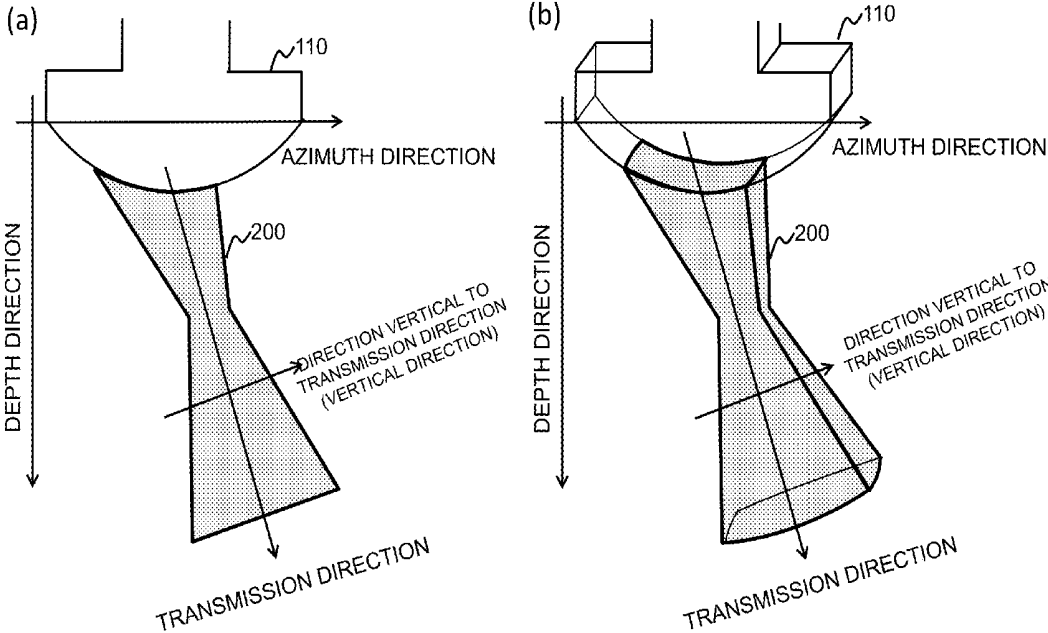 (a)
110
AZIMUTH DIRECTION
DEPTH DIRECTION
200
DIRECTION VERTICAL TO
TRANSMISSION DIRECTION
(VERTICAL DIRECTION)
TRANSMISSION DIRECTION
(b)
110
AZIMUTH DIRECTION
DEPTH DIRECTION
200
DIRECTION VERTICAL TO
TRANSMISSION DIRECTION
(VERTICAL DIRECTION)
TRANSMISSION DIRECTION